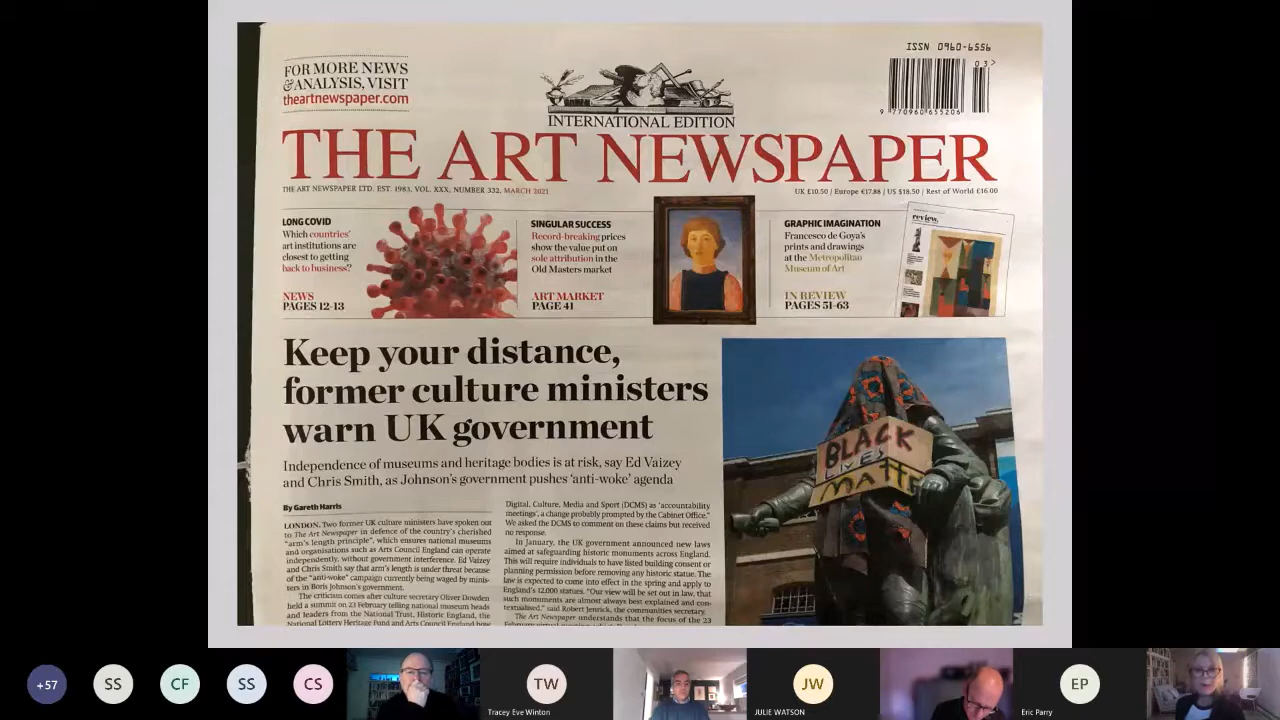 FOR MORE NEWS
& ANALYSIS, VISIT
theartnewspaper.com
INTERNATIONAL EDITION
ISSN 0960-6556
03>
9 770960 655206
THE ART NEWSPAPER
THE ART NEWSPAPER LTD. EST. 1983, VOL. XXX, NUMBER 332, MARCH 2021
UK £10.50 / Europe €17.88 / US $18.50 / Rest of World £16.00
LONG COVID
Which countries'
art institutions are
closest to getting
back to business?
NEWS
PAGES 12-13
SINGULAR SUCCESS
Record-breaking prices
show the value put on
sole attribution in the
Old Masters market
ART MARKET
PAGE 41
GRAPHIC IMAGINATION
Francisco de Goya's
prints and drawings
at the Metropolitan
Museum of Art
IN REVIEW
PAGES 51-63
review.
Keep your distance,
former culture ministers
warn UK government
Independence of museums and heritage bodies is at risk, say Ed Vaizey
and Chris Smith, as Johnson's government pushes 'anti-woke' agenda
By Gareth Harris
LONDON. Two former UK culture ministers have spoken out
to The Art Newspaper in defence of the country's cherished
"arm's length principle", which ensures national museums
and organisations such as Arts Council England can operate
independently, without government interference. Ed Vaizey
and Chris Smith say that arm's length is under threat because
of the "anti-woke" campaign currently being waged by minis-
ters in Boris Johnson's government.
The criticism comes after culture secretary Oliver Dowden
held a summit on 23 February telling national museum heads
and leaders from the National Trust, Historic England, the
National Lottery Heritage Fund and Arts Council England how
Digital, Culture, Media and Sport (DCMS) as 'accountability
meetings', a change probably prompted by the Cabinet Office."
We asked the DCMS to comment on these claims but received
no response.
In January, the UK government announced new laws
aimed at safeguarding historic monuments across England.
This will require individuals to have listed building consent or
planning permission before removing any historic statue. The
law is expected to come into effect in the spring and apply to
England's 12,000 statues. "Our view will be set out in law, that
such monuments are almost always best explained and con-
textualised," said Robert Jenrick, the communities secretary.
The Art Newspaper understands that the focus of the 23
BLACK
LIVES
MATTE
+57
SS
CF
SS
CS
TW
Tracey Eve Winton
JW
JULIE WATSON
EP
Eric Parry